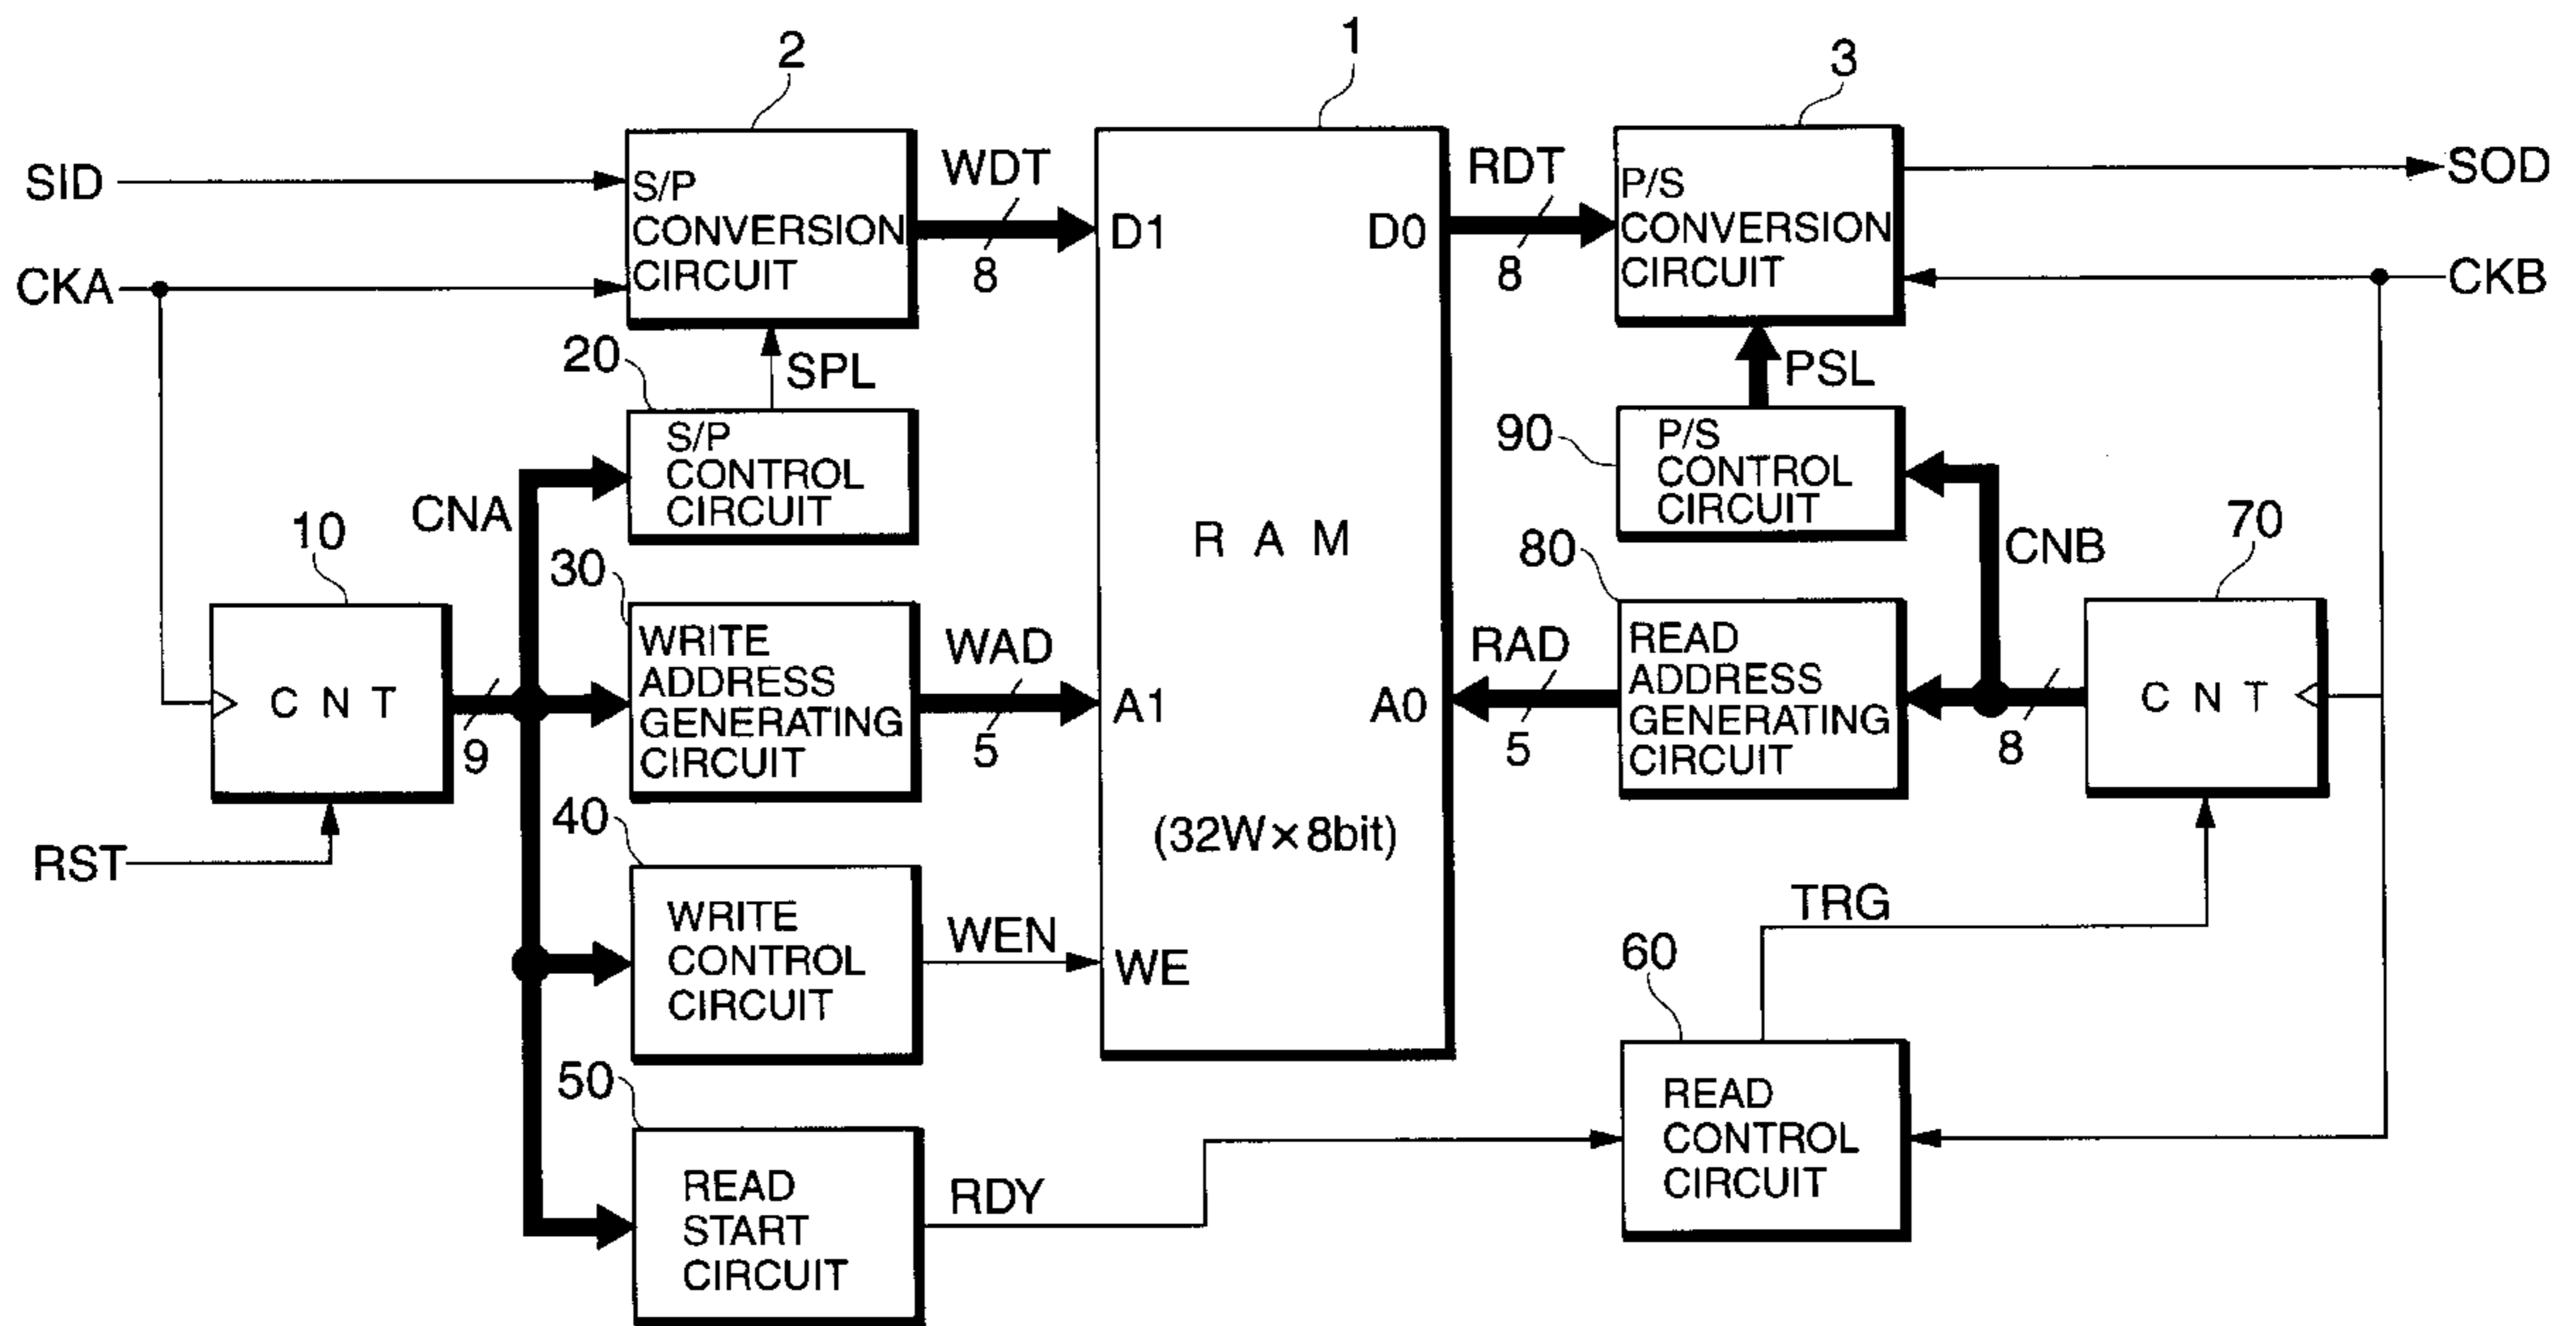 2
1
3
SID
S/P
CONVERSION
CIRCUIT
WDT
8
D1
D0
RDT
8
P/S
CONVERSION
CIRCUIT
SOD
CKA
CKB
20
SPL
S/P
CONTROL
CIRCUIT
PSL
90
P/S
CONTROL
CIRCUIT
CNA
CNB
10
CNT
9
RST
30
WRITE
ADDRESS
GENERATING
CIRCUIT
WAD
5
A1
RAM
(32W×8bit)
A0
RAD
5
80
READ
ADDRESS
GENERATING
CIRCUIT
8
70
CNT
40
WRITE
CONTROL
CIRCUIT
WEN
WE
TRG
60
READ
CONTROL
CIRCUIT
50
READ
START
CIRCUIT
RDY